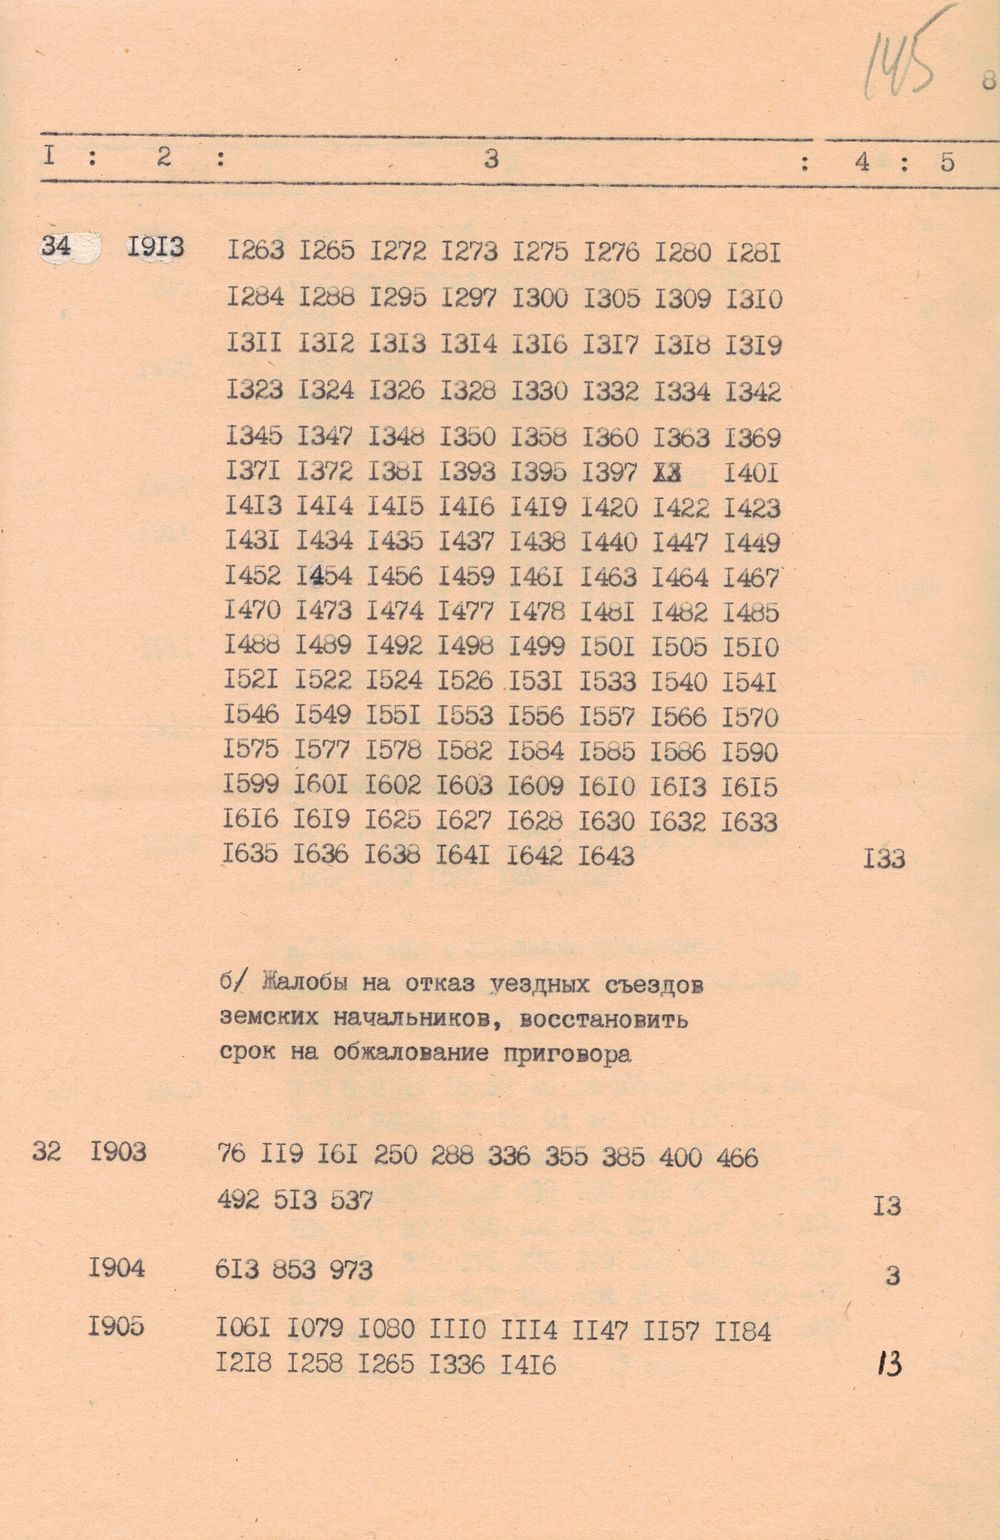 145
8
I : 2 : 3 : 4 : 5
34 I9I3 I263 I265 I272 I273 I275 I276 I280 I28I
I284 I288 I295 I297 I300 I305 I309 I3I0
I3II I3I2 I3I3 I3I4 I3I6 I3I7 I3I8 I3I9
I323 I324 I326 I328 I330 I332 I334 I342
I345 I347 I348 I350 I358 I360 I363 I369
I37I I372 I38I I393 I395 I397 I40I
I4I3 I4I4 I4I5 I4I6 I4I9 I420 I422 I423
I43I I434 I435 I437 I438 I440 I447 I449
I452 I454 I456 I459 I46I I463 I464 I467
I470 I473 I474 I477 I478 I48I I482 I485
I488 I489 I492 I498 I499 I50I I505 I5I0
I52I I522 I524 I526 I53I I533 I540 I54I
I546 I549 I55I I553 I556 I557 I566 I570
I575 I577 I578 I582 I584 I585 I586 I590
I599 I60I I602 I603 I609 I6I0 I6I3 I6I5
I6I6 I6I9 I625 I627 I628 I630 I632 I633
I635 I636 I638 I64I I642 I643 I33
б/ Жалобы на отказ уездных съездов
земских начальников, восстановить
срок на обжалование приговора
32 I903 76 II9 I6I 250 288 336 355 385 400 466
492 5I3 537 I3
I904 6I3 853 973 3
I905 I06I I079 I080 III0 III4 II47 II57 II84
I2I8 I258 I265 I336 I4I6 13